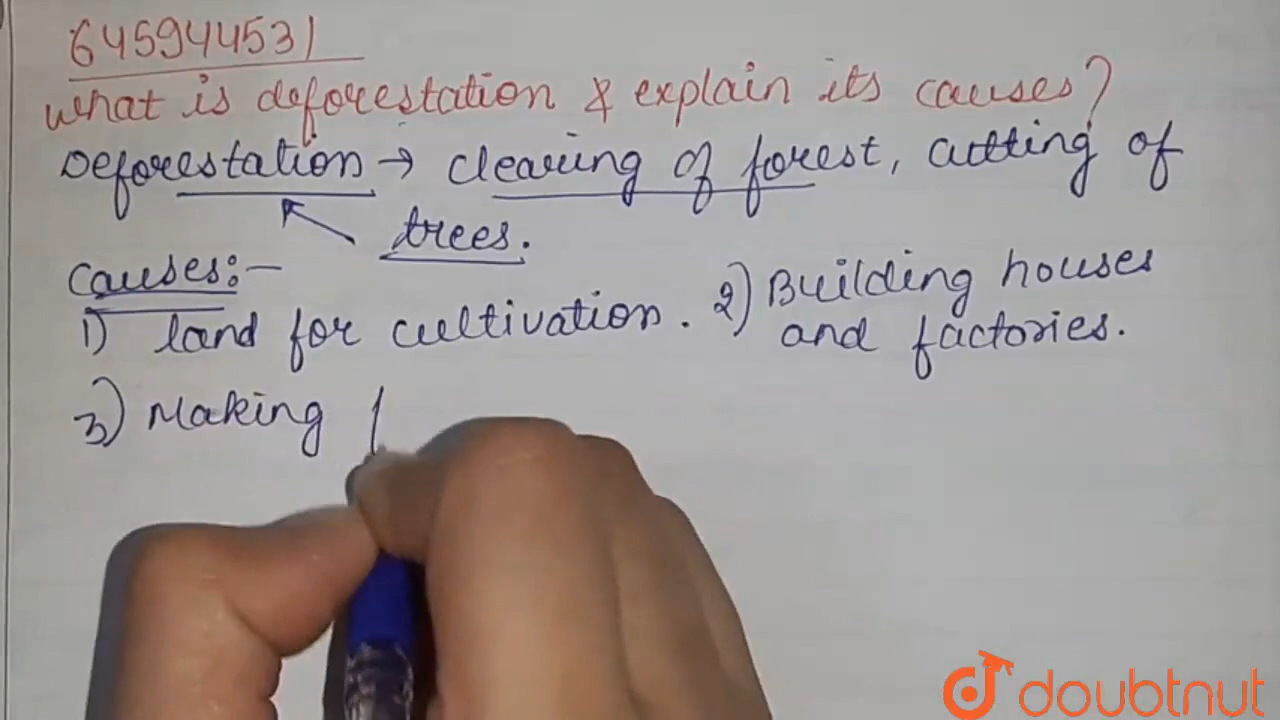 645944531
What is deforestation & explain its causes?
Deforestation → clearing of forest, cutting of
trees.
Causes:-
1) land for cultivation. 2) Building houses
and factories.
3) Making
doubtnut